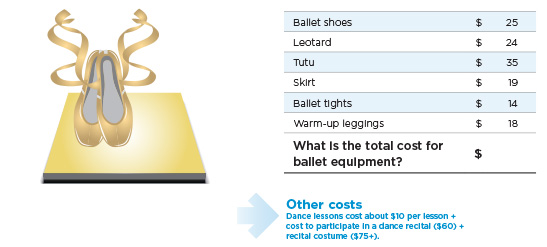 Ballet shoes $ 25
Leotard $ 24
Tutu $ 35
Skirt $ 19
Ballet tights $ 14
Warm-up leggings $ 18
What is the total cost for
ballet equipment? $
Other costs
Dance lessons cost about $10 per lesson +
cost to participate in a dance recital ($60) +
recital costume ($75+).